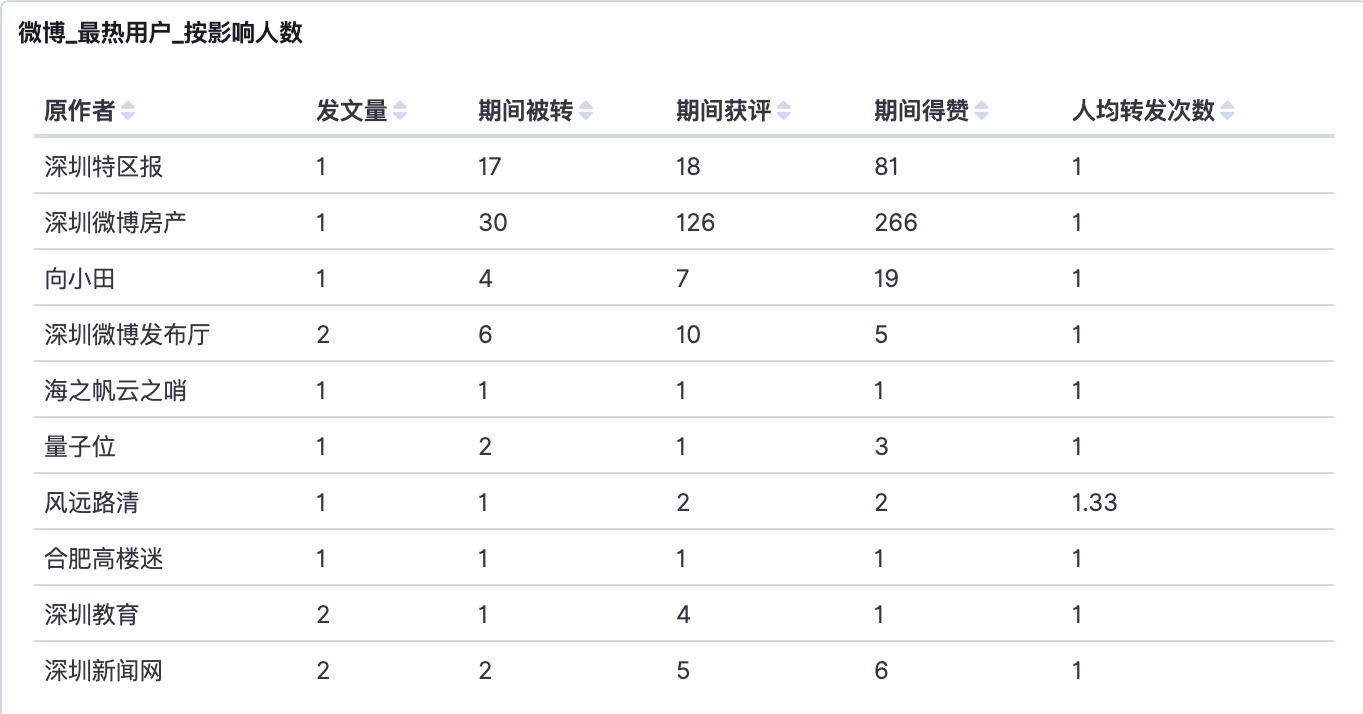 微博_最热用户_按影响人数
原作者 发文量 期间被转 期间获评 期间得赞 人均转发次数
深圳特区报 1 17 18 81 1
深圳微博房产 1 30 126 266 1
向小田 1 4 7 19 1
深圳微博发布厅 2 6 10 5 1
海之帆云之哨 1 1 1 1 1
量子位 1 2 1 3 1
风远路清 1 1 2 2 1.33
合肥高楼迷 1 1 1 1 1
深圳教育 2 1 4 1 1
深圳新闻网 2 2 5 6 1